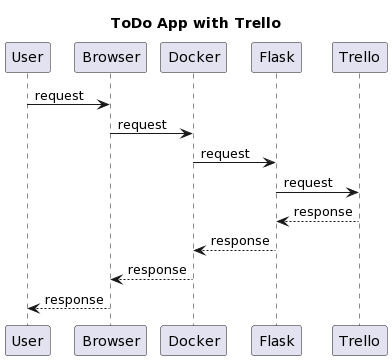 ToDo App with Trello
User Browser Docker Flask Trello
request
request
request
request
response
response
response
response
User Browser Docker Flask Trello